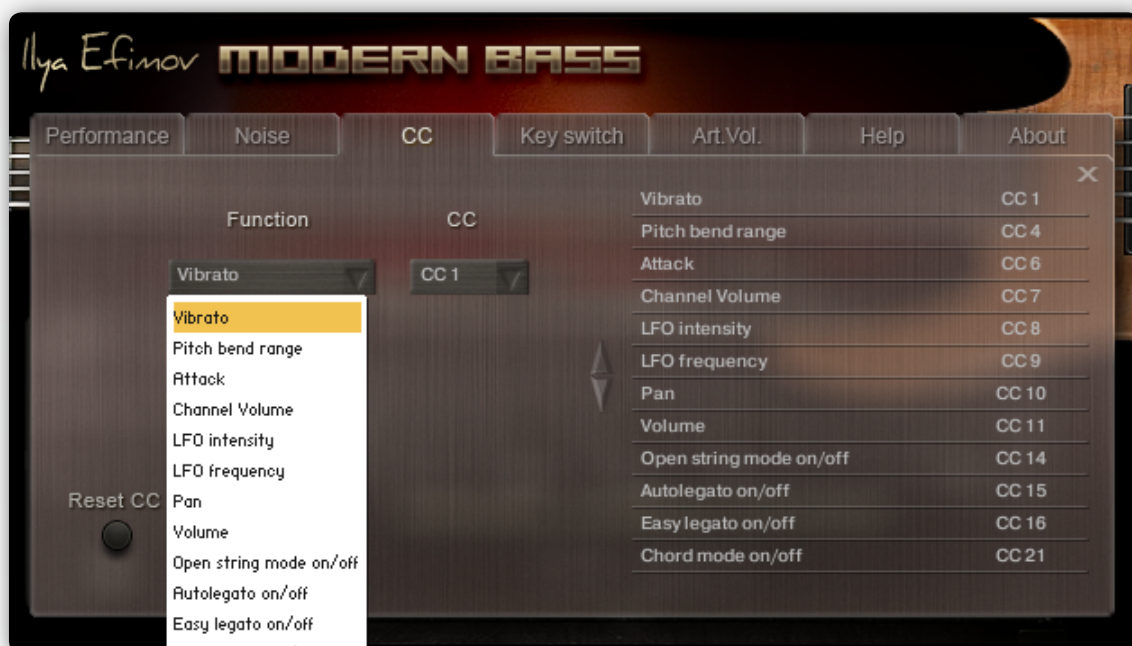 Ilya Efimov MODERN BASS
Performance Noise CC Key switch Art.Vol. Help About
X
Function CC
Vibrato CC 1
Vibrato
Pitch bend range
Attack
Channel Volume
LFO intensity
LFO frequency
Pan
Volume
Open string mode on/off
Autolegato on/off
Easy legato on/off
Reset CC
Vibrato CC 1
Pitch bend range CC 4
Attack CC 6
Channel Volume CC 7
LFO intensity CC 8
LFO frequency CC 9
Pan CC 10
Volume CC 11
Open string mode on/off CC 14
Autolegato on/off CC 15
Easy legato on/off CC 16
Chord mode on/off CC 21